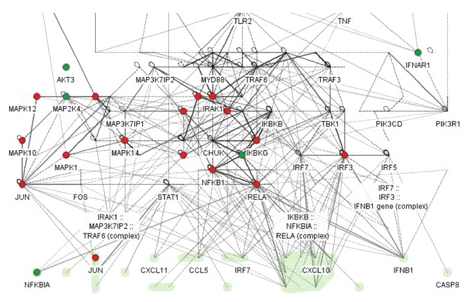 TLR2 TNF
MAP3K7IP2 MYD88 TRAF6 TRAF3 IFNAR1
AKT3
MAPK12 MAP2K4 MAP3K7IP1 IRAK1 IKBKB TBK1 PIK3CD PIK3R1
MAPK10 MAPK14 CHUK IKBKG
MAPK1 NFKB1 IRF7 IRF3 IRF5
JUN FOS STAT1 RELA
IRAK1 ::
MAP3K7IP2 ::
TRAF6 (complex)
IKBKB ::
NFKBIA ::
RELA (complex)
IRF7 ::
IRF3 ::
IFNB1 gene (complex)
NFKBIA JUN CXCL11 CCL5 IRF7 CXCL10 IFNB1 CASP8